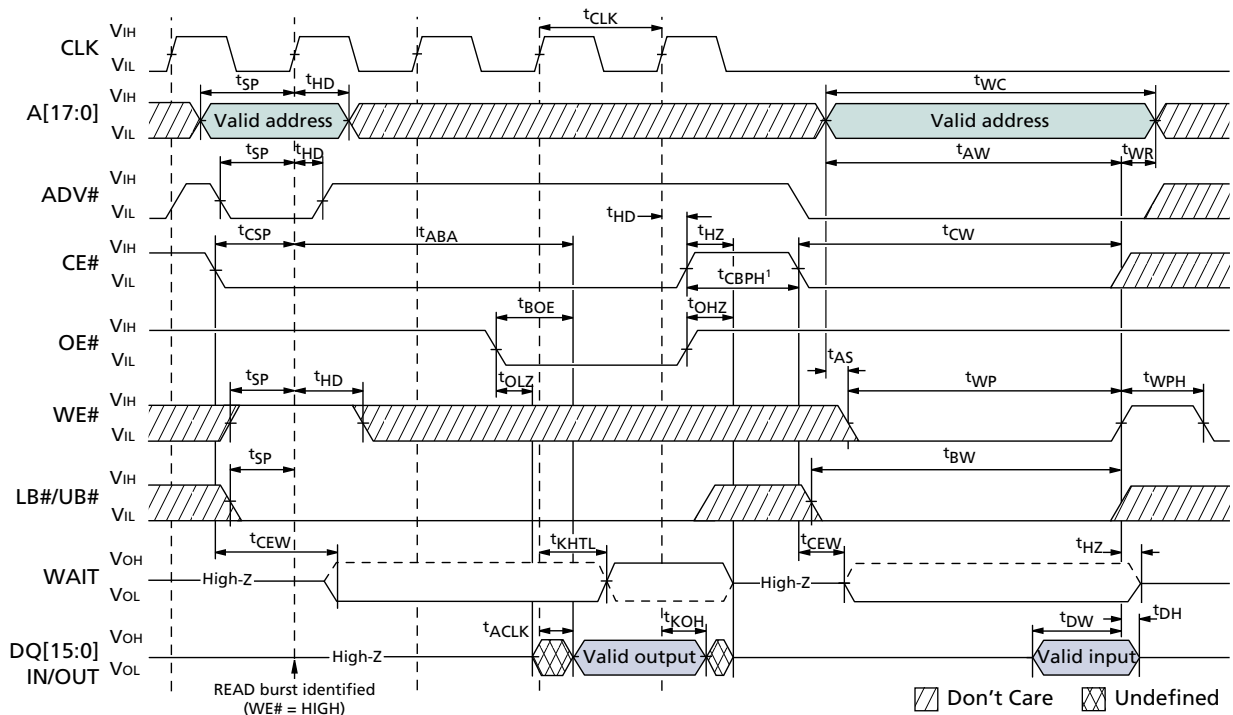 tCLK
CLK VIH
VIL
tSP tHD tWC
A[17:0] VIH
VIL
Valid address Valid address
tSP tHD tAW tWR
ADV# VIH
VIL
tHD
tCSP tABA tHZ tCW
CE# VIH
VIL
tCBPH1
tBOE tOHZ
OE# VIH
VIL
tAS
tSP tHD tOLZ tWP tWPH
WE# VIH
VIL
tSP tBW
LB#/UB# VIH
VIL
tCEW tKHTL tCEW tHZ
WAIT VOH
VOL
High-Z High-Z
tACLK tKOH tDW tDH
DQ[15:0]
IN/OUT
VOH
VOL
High-Z Valid output Valid input
READ burst identified
(WE# = HIGH)
Don't Care Undefined